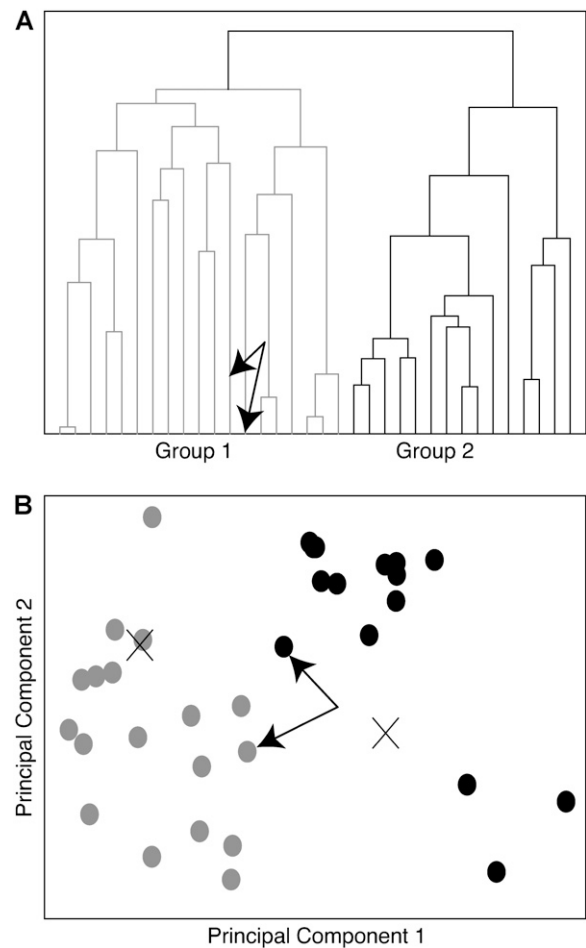 A
Group 1
Group 2
B
Principal Component 2
Principal Component 1